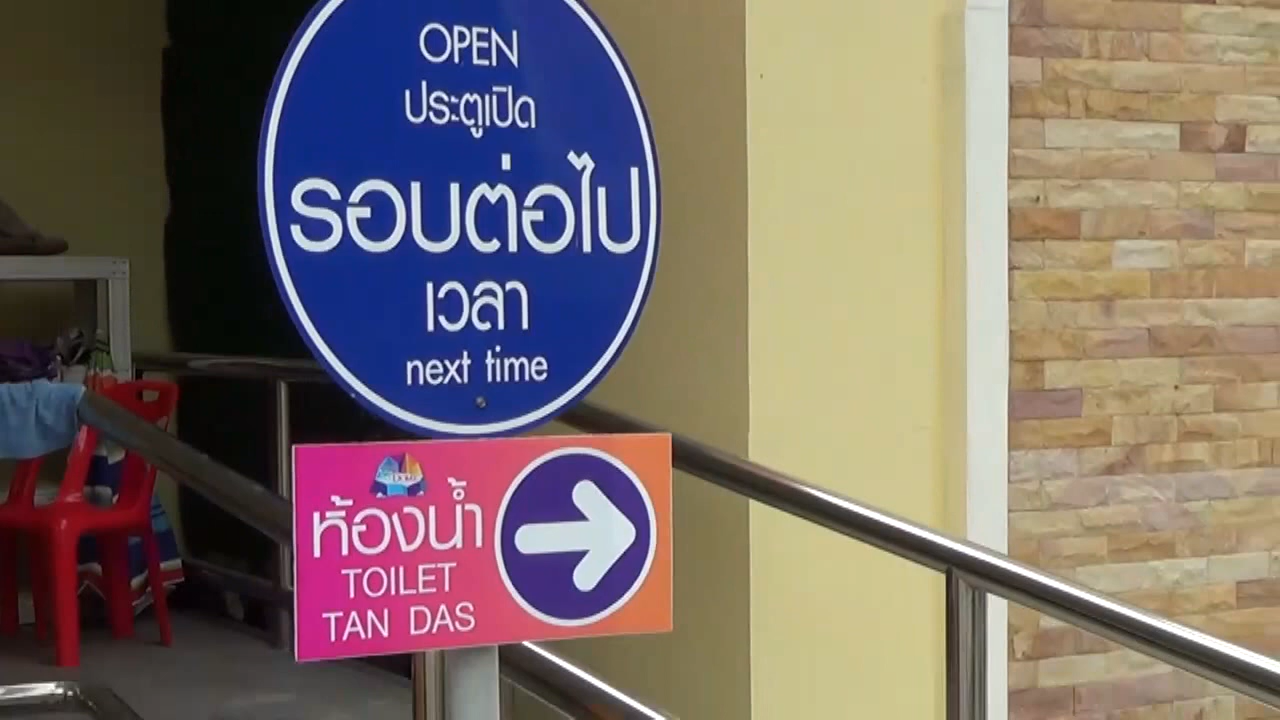 OPEN
ประตูเปิด
รอบต่อไป
เวลา
next time
ห้องน้ำ
TOILET
TAN DAS